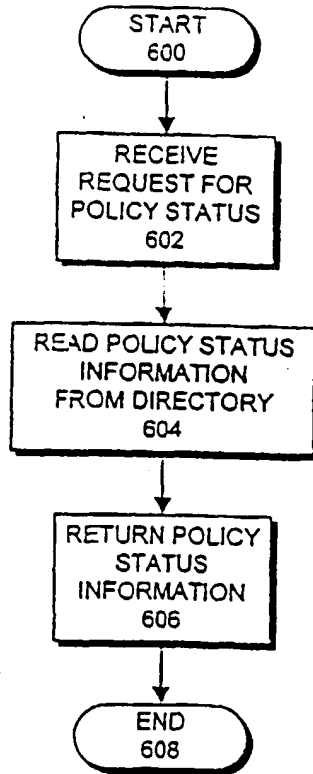 START
600
RECEIVE
REQUEST FOR
POLICY STATUS
602
READ POLICY STATUS
INFORMATION
FROM DIRECTORY
604
RETURN POLICY
STATUS
INFORMATION
606
END
608